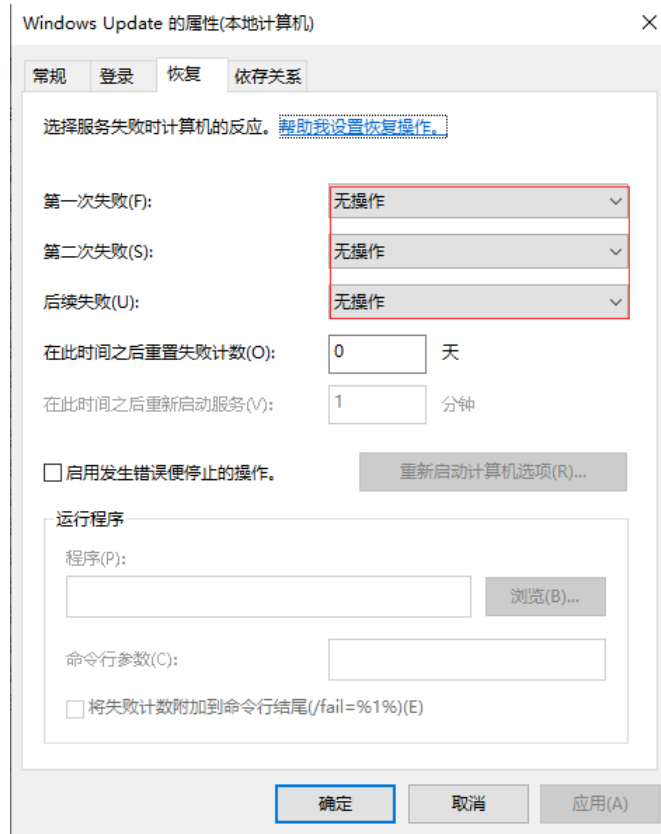 Windows Update 的属性(本地计算机)
常规 登录 恢复 依存关系
选择服务失败时计算机的反应。帮助我设置恢复操作。
第一次失败(F): 无操作
第二次失败(S): 无操作
后续失败(U): 无操作
在此时间之后重置失败计数(O): 0 天
在此时间之后重新启动服务(V): 1 分钟
启用发生错误便停止的操作。 重新启动计算机选项(R)...
运行程序
程序(P):
浏览(B)...
命令行参数(C):
将失败计数附加到命令行结尾(/fail=%1%)(E)
确定 取消 应用(A)